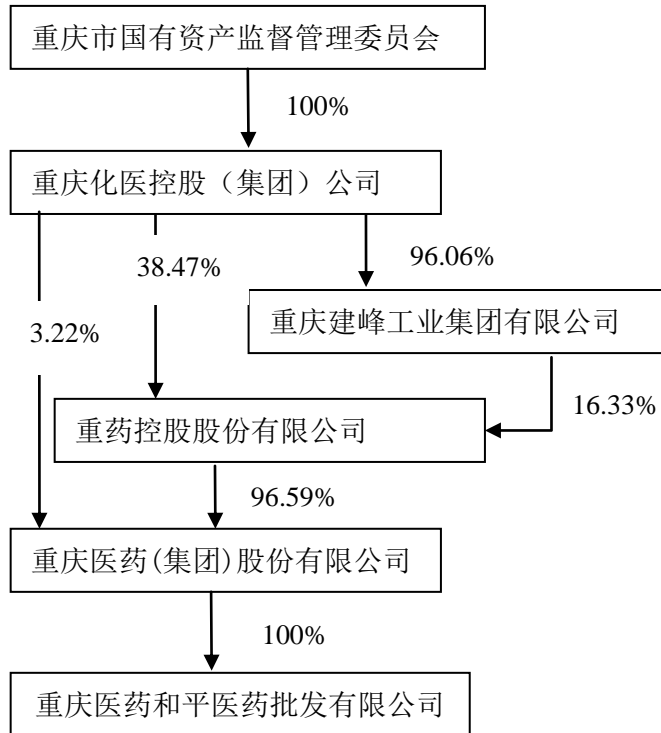 重庆市国有资产监督管理委员会
100%
重庆化医控股（集团）公司
38.47%
96.06%
3.22%
重庆建峰工业集团有限公司
16.33%
重药控股股份有限公司
96.59%
重庆医药(集团)股份有限公司
100%
重庆医药和平医药批发有限公司